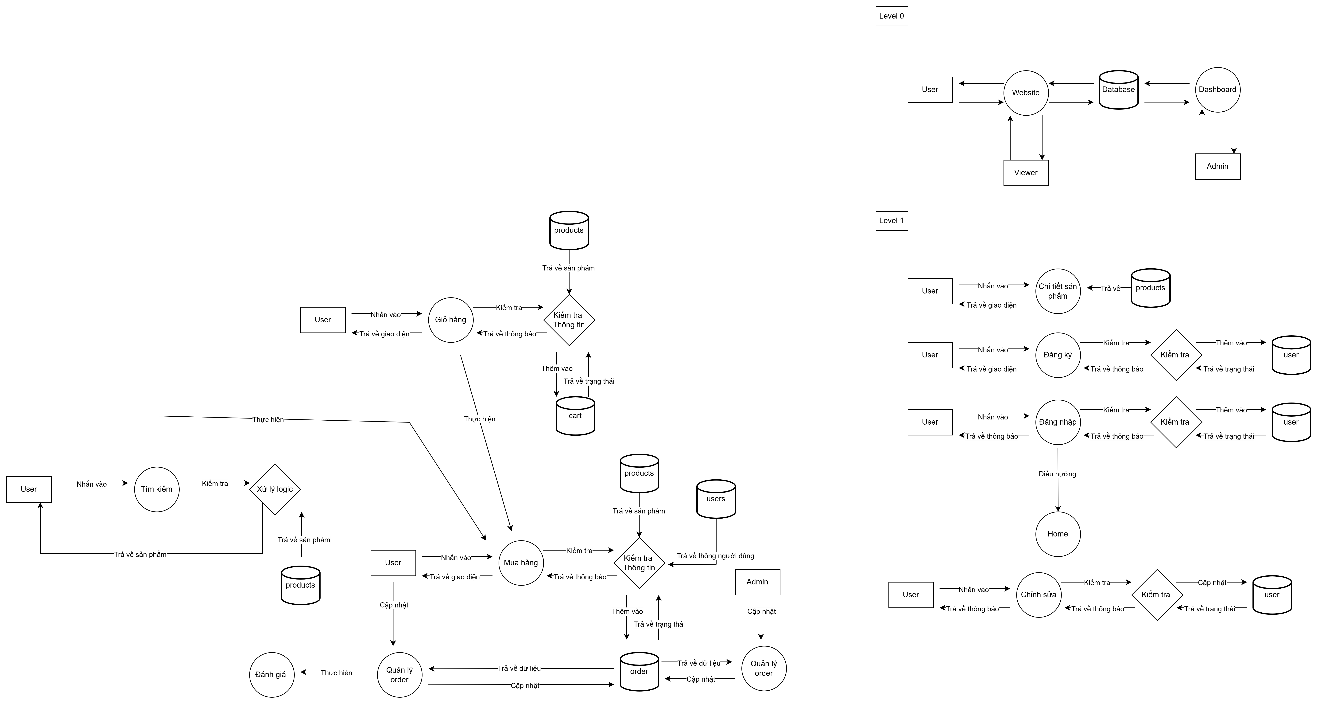 Level 0
User
Website
Database
Dashboard
Viewer
Admin
Level 1
User
Nhấn vào
Trả về giao diện
Chi tiết sản
phẩm
Trả về
products
User
Nhấn vào
Trả về giao diện
Đăng ký
Kiểm tra
Trả về thông báo
Kiểm tra
Thêm vào
Trả về trạng thái
user
User
Nhấn vào
Trả về thông báo
Đăng nhập
Kiểm tra
Trả về thông báo
Kiểm tra
Thêm vào
Trả về trạng thái
user
Điều hướng
Home
User
Nhấn vào
Trả về thông báo
Chỉnh sửa
Kiểm tra
Trả về thông báo
Kiểm tra
Cập nhật
Trả về trạng thái
user
products
Trả về sản phẩm
User
Nhấn vào
Trả về giao diện
Giỏ hàng
Kiểm tra
Trả về thông báo
Kiểm tra
Thông tin
Thêm vào
Trả về trạng thái
cart
Thực hiện
Thực hiện
User
Nhấn vào
Tìm kiếm
Kiểm tra
Xử lý logic
Trả về sản phẩm
Trả về sản phẩm
products
products
Trả về sản phẩm
users
Trả về thông người dùng
User
Nhấn vào
Trả về giao diện
Mua hàng
Kiểm tra
Trả về thông báo
Kiểm tra
Thông tin
Admin
Cập nhật
Cập nhật
Thêm vào
Trả về trạng thá
Đánh giá
Thực hiện
Quản lý
order
Trả về dữ liệu
Cập nhật
order
Trả về dữ liệu
Cập nhật
Quản lý
order